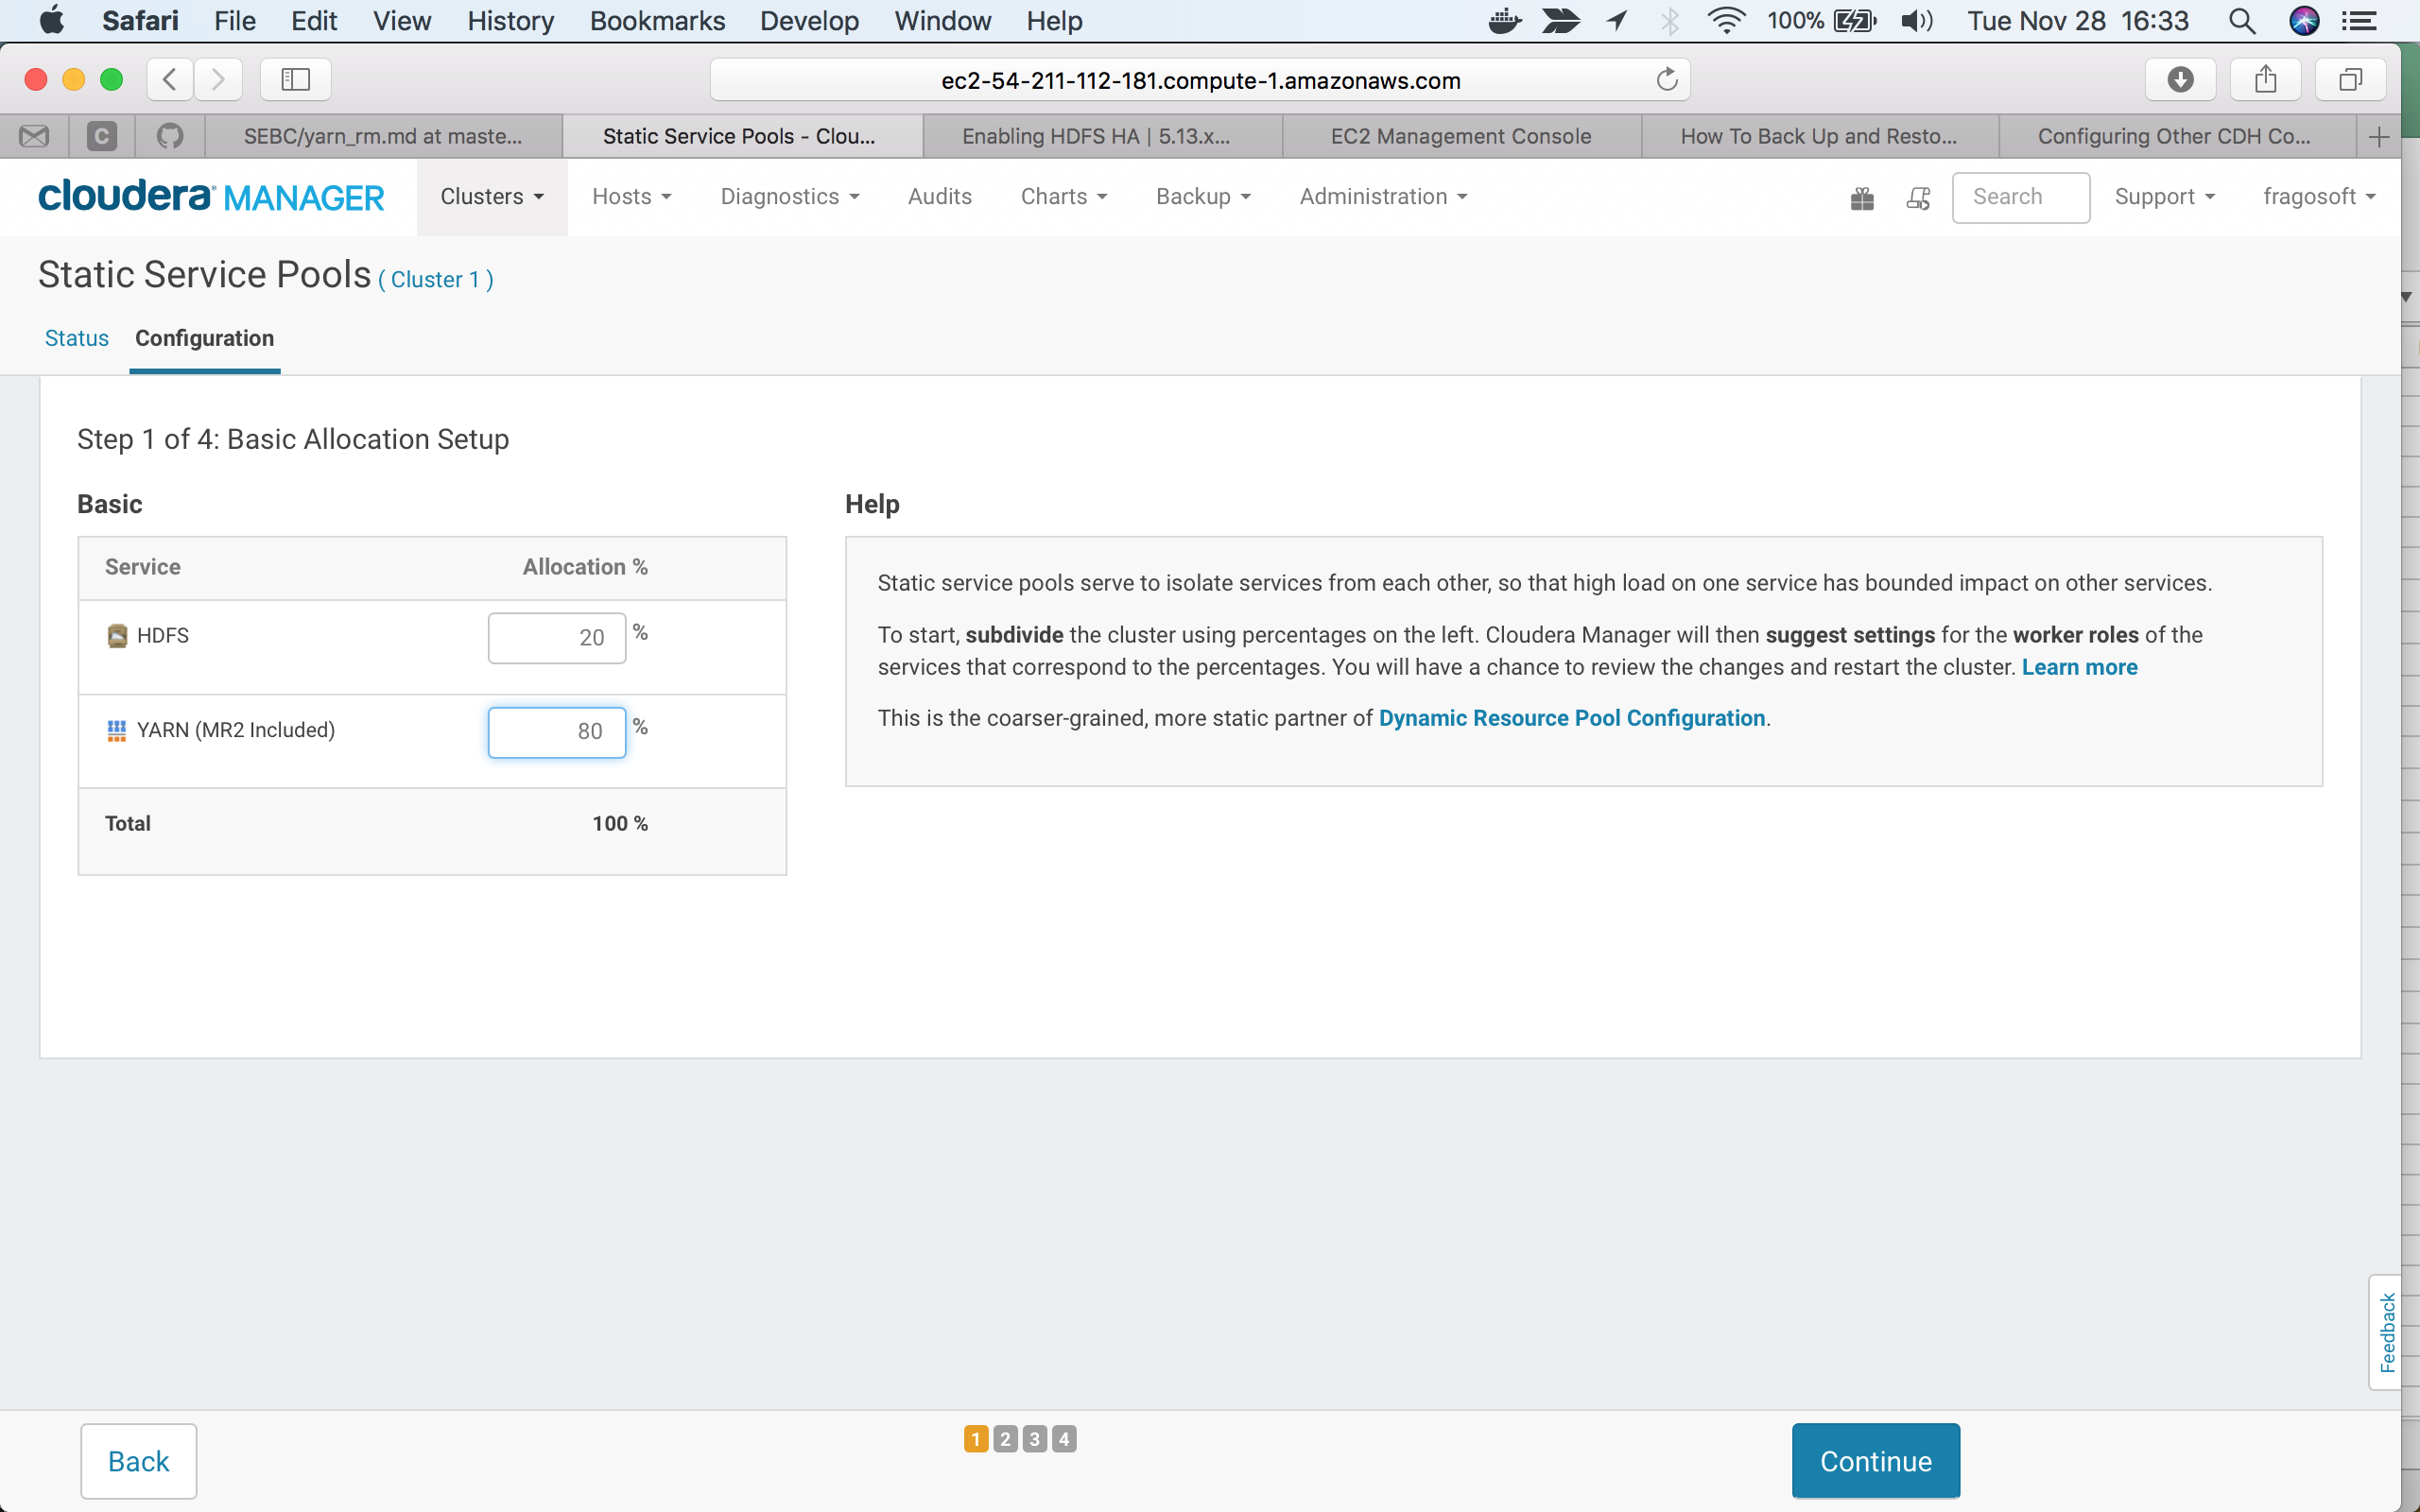 Safari File Edit View History Bookmarks Develop Window Help 100% Tue Nov 28 16:33
ec2-54-211-112-181.compute-1.amazonaws.com
C SEBC/yarn_rm.md at maste... Static Service Pools - Clou... Enabling HDFS HA | 5.13.x... EC2 Management Console How To Back Up and Resto... Configuring Other CDH Co...
cloudera MANAGER Clusters Hosts Diagnostics Audits Charts Backup Administration Search Support fragosoft
Static Service Pools ( Cluster 1 )
Status Configuration
Step 1 of 4: Basic Allocation Setup
Basic
Service Allocation %
HDFS 20 %
YARN (MR2 Included) 80 %
Total 100 %
Help
Static service pools serve to isolate services from each other, so that high load on one service has bounded impact on other services.
To start, subdivide the cluster using percentages on the left. Cloudera Manager will then suggest settings for the worker roles of the
services that correspond to the percentages. You will have a chance to review the changes and restart the cluster. Learn more
This is the coarser-grained, more static partner of Dynamic Resource Pool Configuration.
Feedback
Back 1 2 3 4 Continue